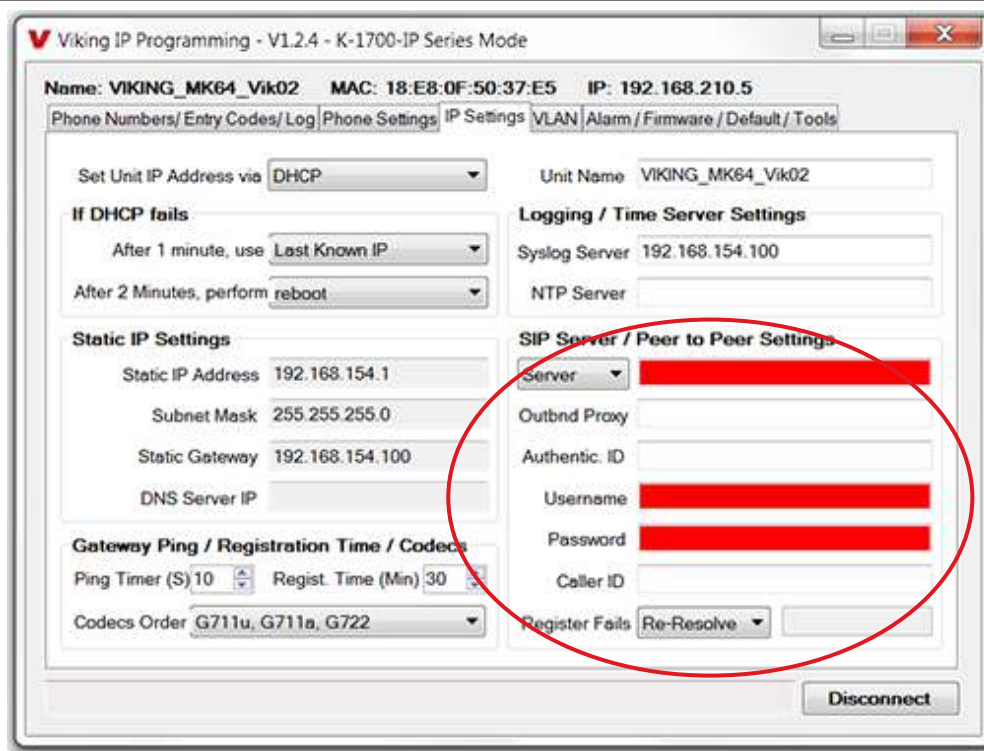 Viking IP Programming - V1.2.4 - K-1700-IP Series Mode
Name: VIKING_MK64_Vik02 MAC: 18:E8:0F:50:37:E5 IP: 192.168.210.5
Phone Numbers/ Entry Codes/ Log Phone Settings IP Settings VLAN Alarm / Firmware / Default / Tools
Set Unit IP Address via DHCP
Unit Name VIKING_MK64_Vik02
If DHCP fails
After 1 minute, use Last Known IP
After 2 Minutes, perform reboot
Logging / Time Server Settings
Syslog Server 192.168.154.100
NTP Server
Static IP Settings
Static IP Address 192.168.154.1
Subnet Mask 255.255.255.0
Static Gateway 192.168.154.100
DNS Server IP
SIP Server / Peer to Peer Settings
Server
Outbnd Proxy
Authentic. ID
Username
Password
Caller ID
Register Fails Re-Resolve
Gateway Ping / Registration Time / Codecs
Ping Timer (S) 10 Regist. Time (Min) 30
Codecs Order G711u, G711a, G722
Disconnect